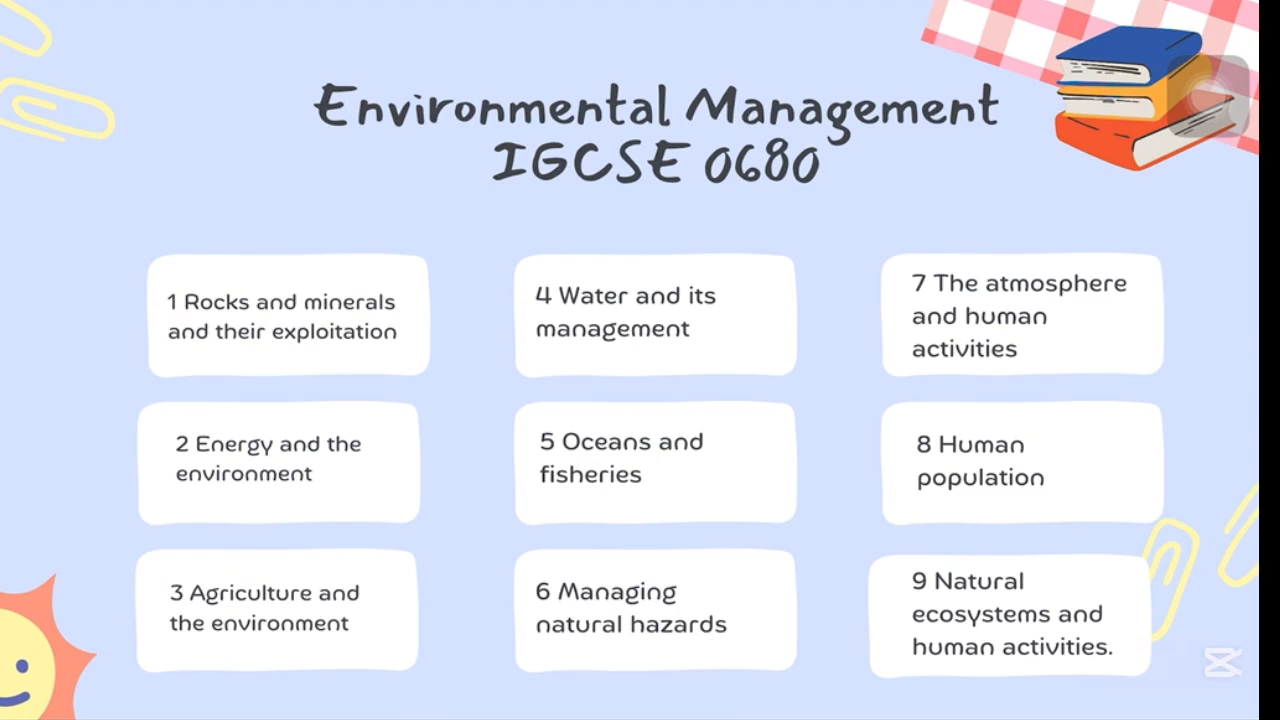 Environmental Management
IGCSE 0680
1 Rocks and minerals
and their exploitation
2 Energy and the
environment
3 Agriculture and
the environment
4 Water and its
management
5 Oceans and
fisheries
6 Managing
natural hazards
7 The atmosphere
and human
activities
8 Human
population
9 Natural
ecosystems and
human activities.